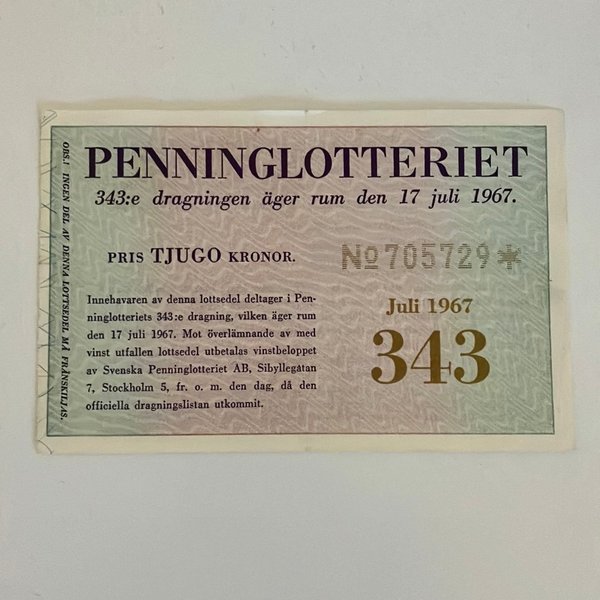 PENNINGLOTTERIET
343:e dragningen äger rum den 17 juli 1967.
PRIS TJUGO KRONOR.
No 705729*
Innehavaren av denna lottsedel deltager i Pen-
ninglotteriets 343:e dragning, vilken äger rum
den 17 juli 1967. Mot överlämnande av med
vinst utfallen lottsedel utbetalas vinstbeloppet
av Svenska Penninglotteriet AB, Sibyllegatan
7, Stockholm 5, fr. o. m. den dag, då den
officiella dragningslistan utkommit.
Juli 1967
343
OBS.! INGEN DEL AV DENNA LOTTSEDEL MÅ FRÅNSKILJAS.